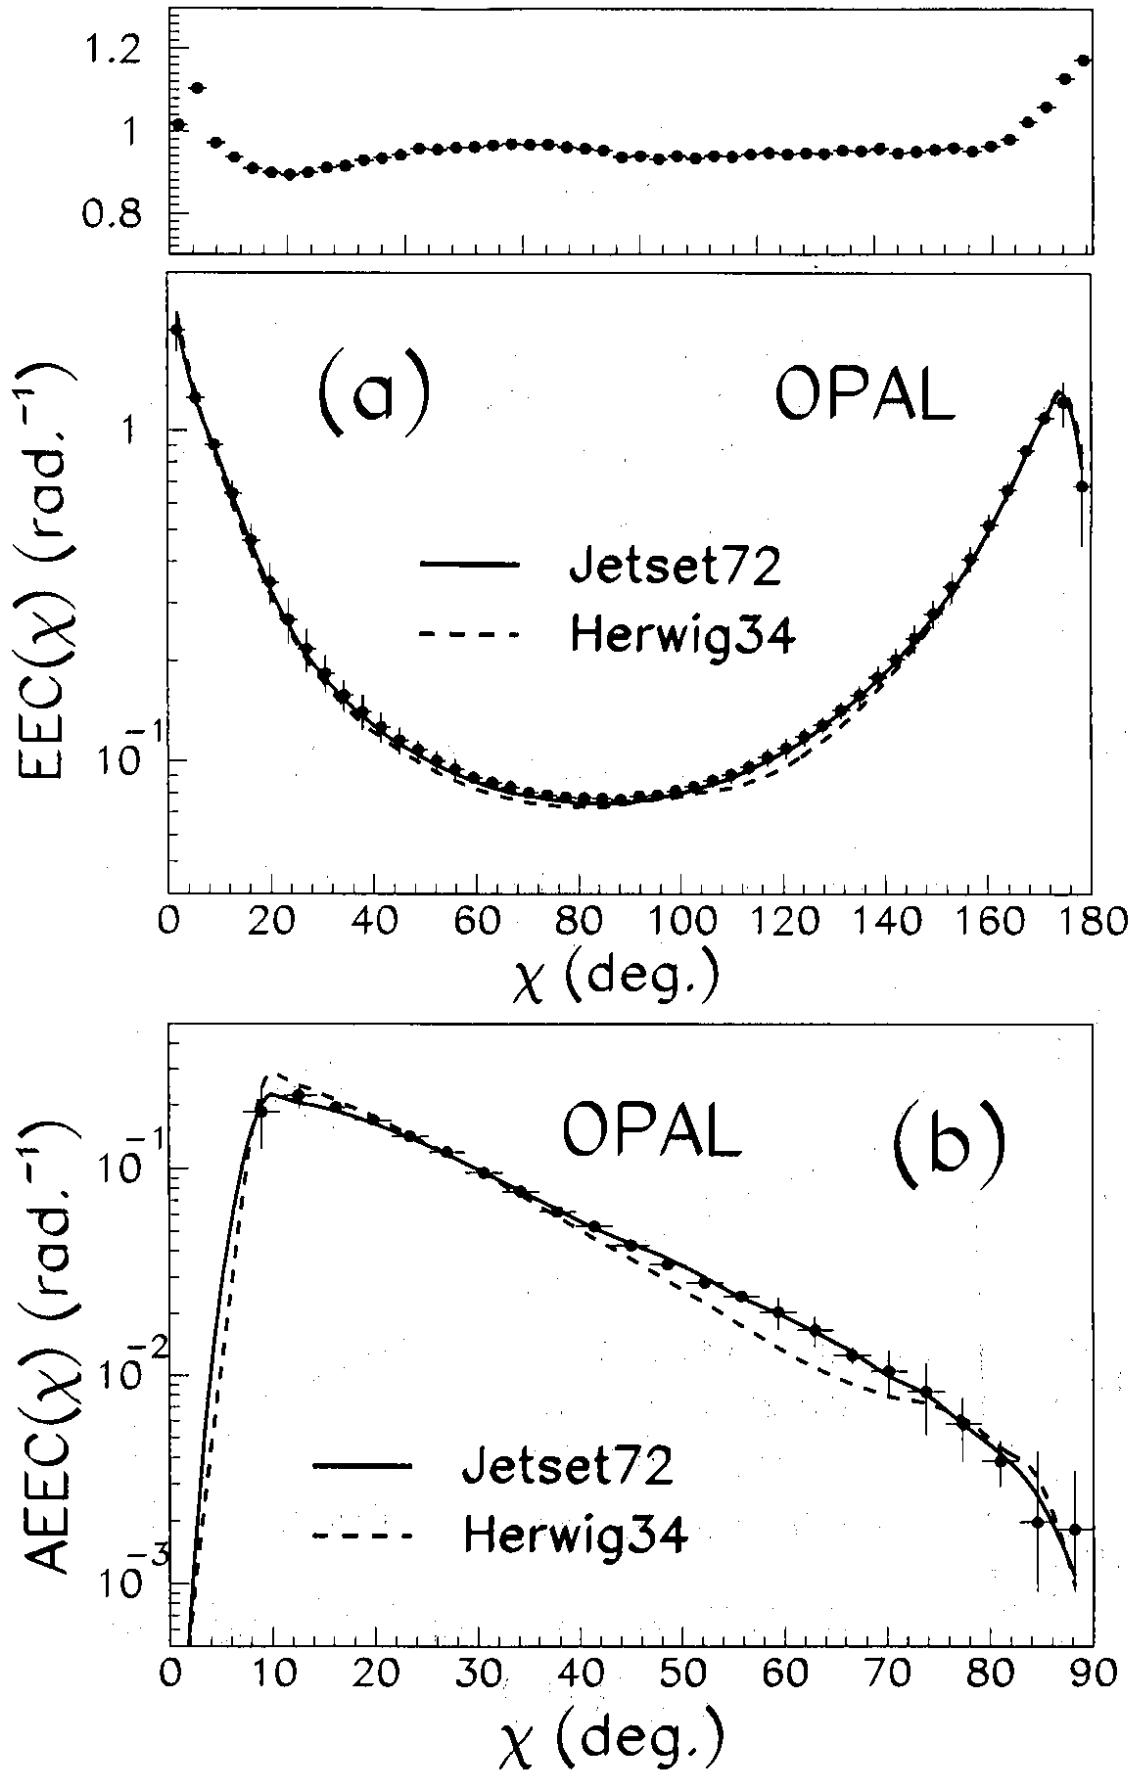 1.2
1
0.8
(a) OPAL
EEC(χ) (rad.⁻¹)
1
10⁻¹
Jetset72
Herwig34
0 20 40 60 80 100 120 140 160 180
χ (deg.)
OPAL (b)
AEEC(χ) (rad.⁻¹)
10⁻¹
10⁻²
10⁻³
Jetset72
Herwig34
0 10 20 30 40 50 60 70 80 90
χ (deg.)